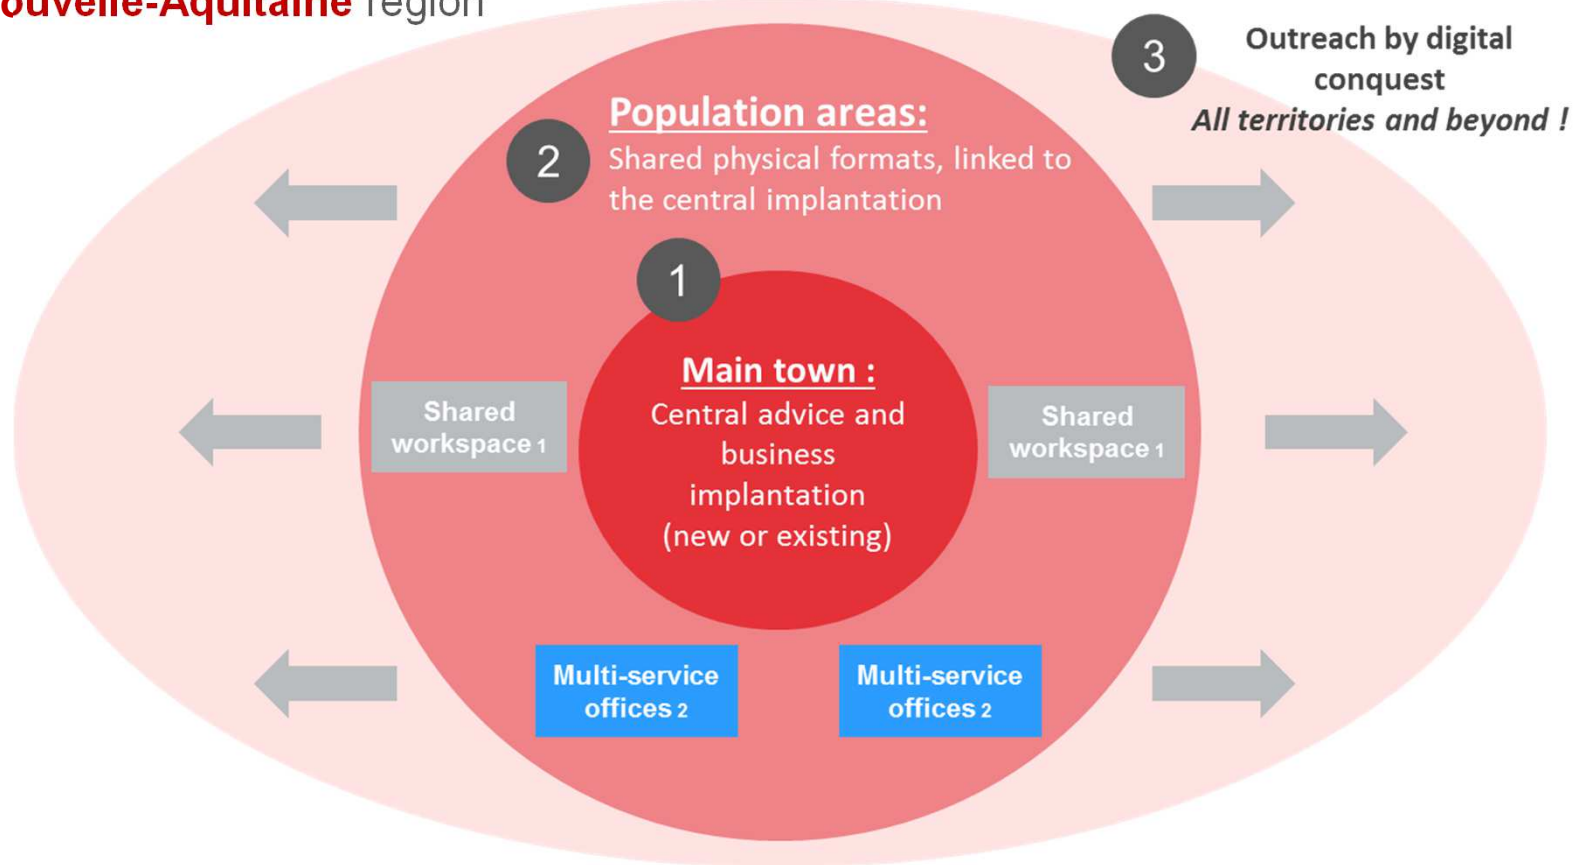 ouvelle-Aquitaine region
3
Outreach by digital
conquest
All territories and beyond !
Population areas:
2
Shared physical formats, linked to
the central implantation
1
Main town :
Central advice and
business
implantation
(new or existing)
Shared
workspace 1
Shared
workspace 1
Multi-service
offices 2
Multi-service
offices 2